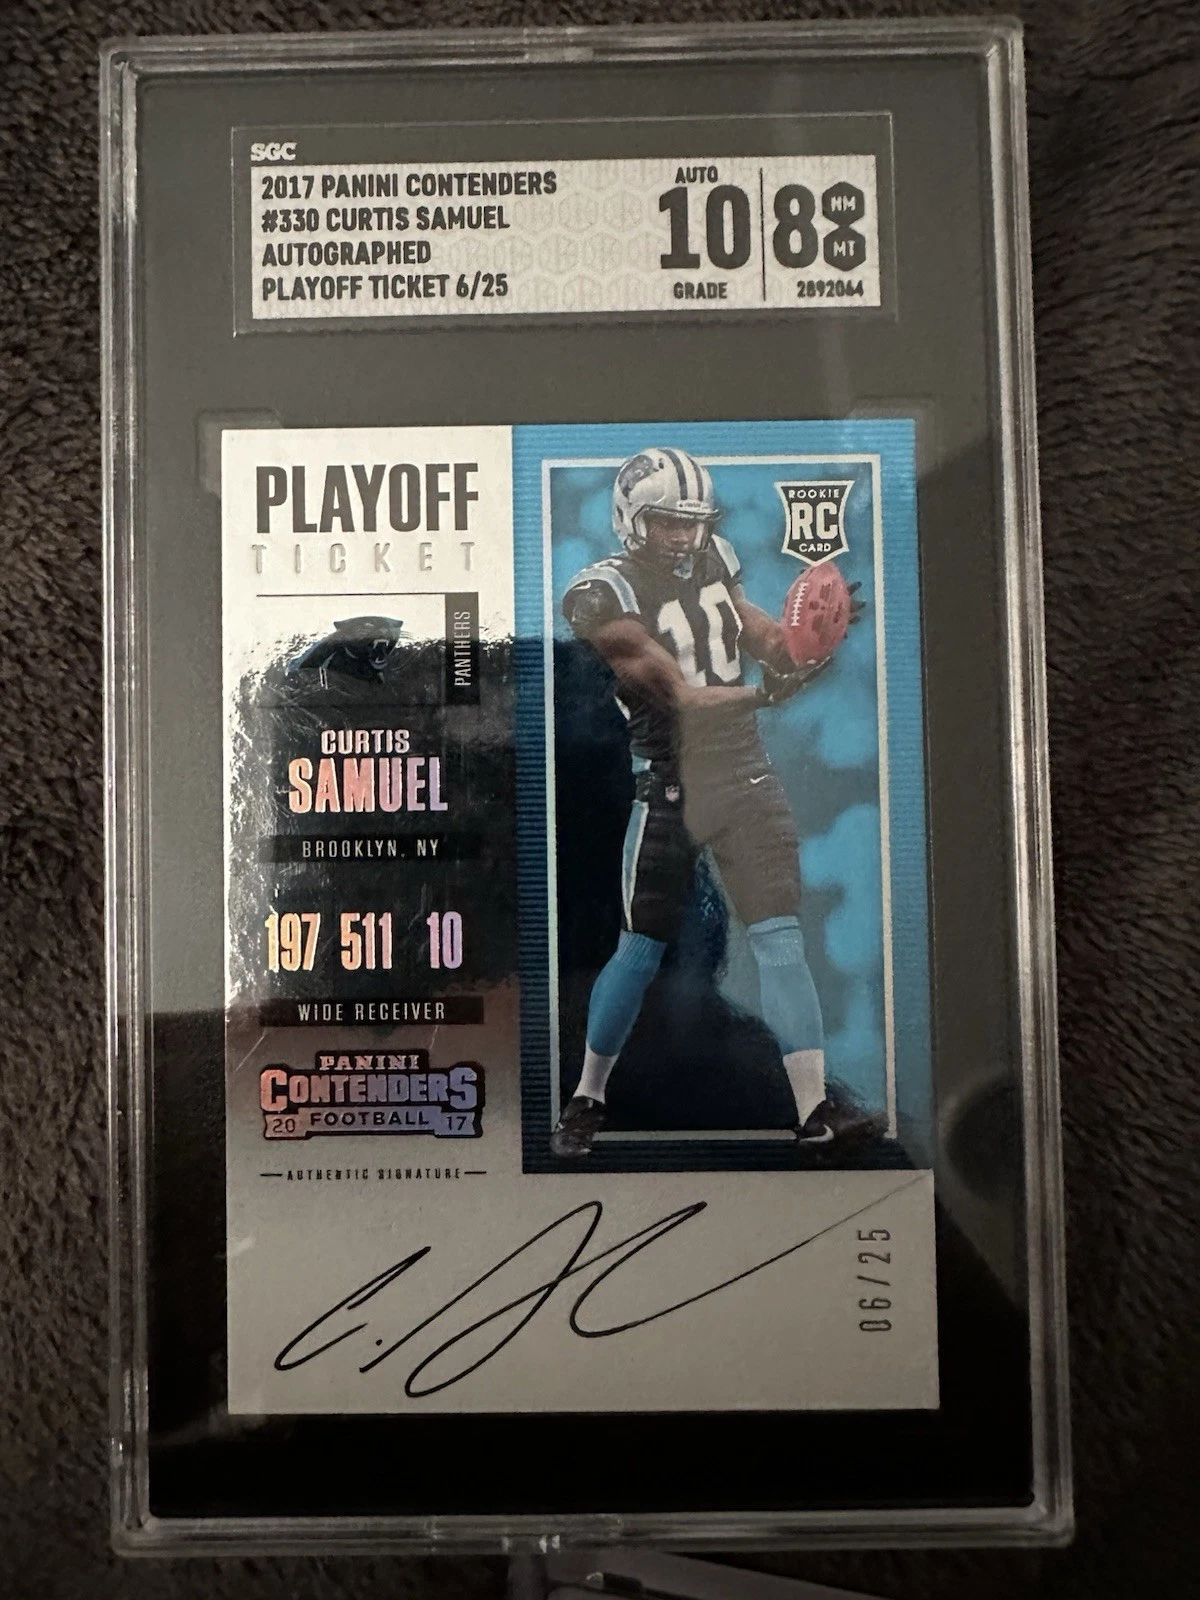 SGC
2017 PANINI CONTENDERS
#330 CURTIS SAMUEL
AUTOGRAPHED
PLAYOFF TICKET 6/25
AUTO
10
GRADE
8
NM
MT
2892064
PLAYOFF
TICKET
PANTHERS
CURTIS
SAMUEL
BROOKLYN, NY
197 511 10
WIDE RECEIVER
PANINI
CONTENDERS
20 FOOTBALL 17
AUTHENTIC SIGNATURE
ROOKIE
RC
CARD
10
06/25